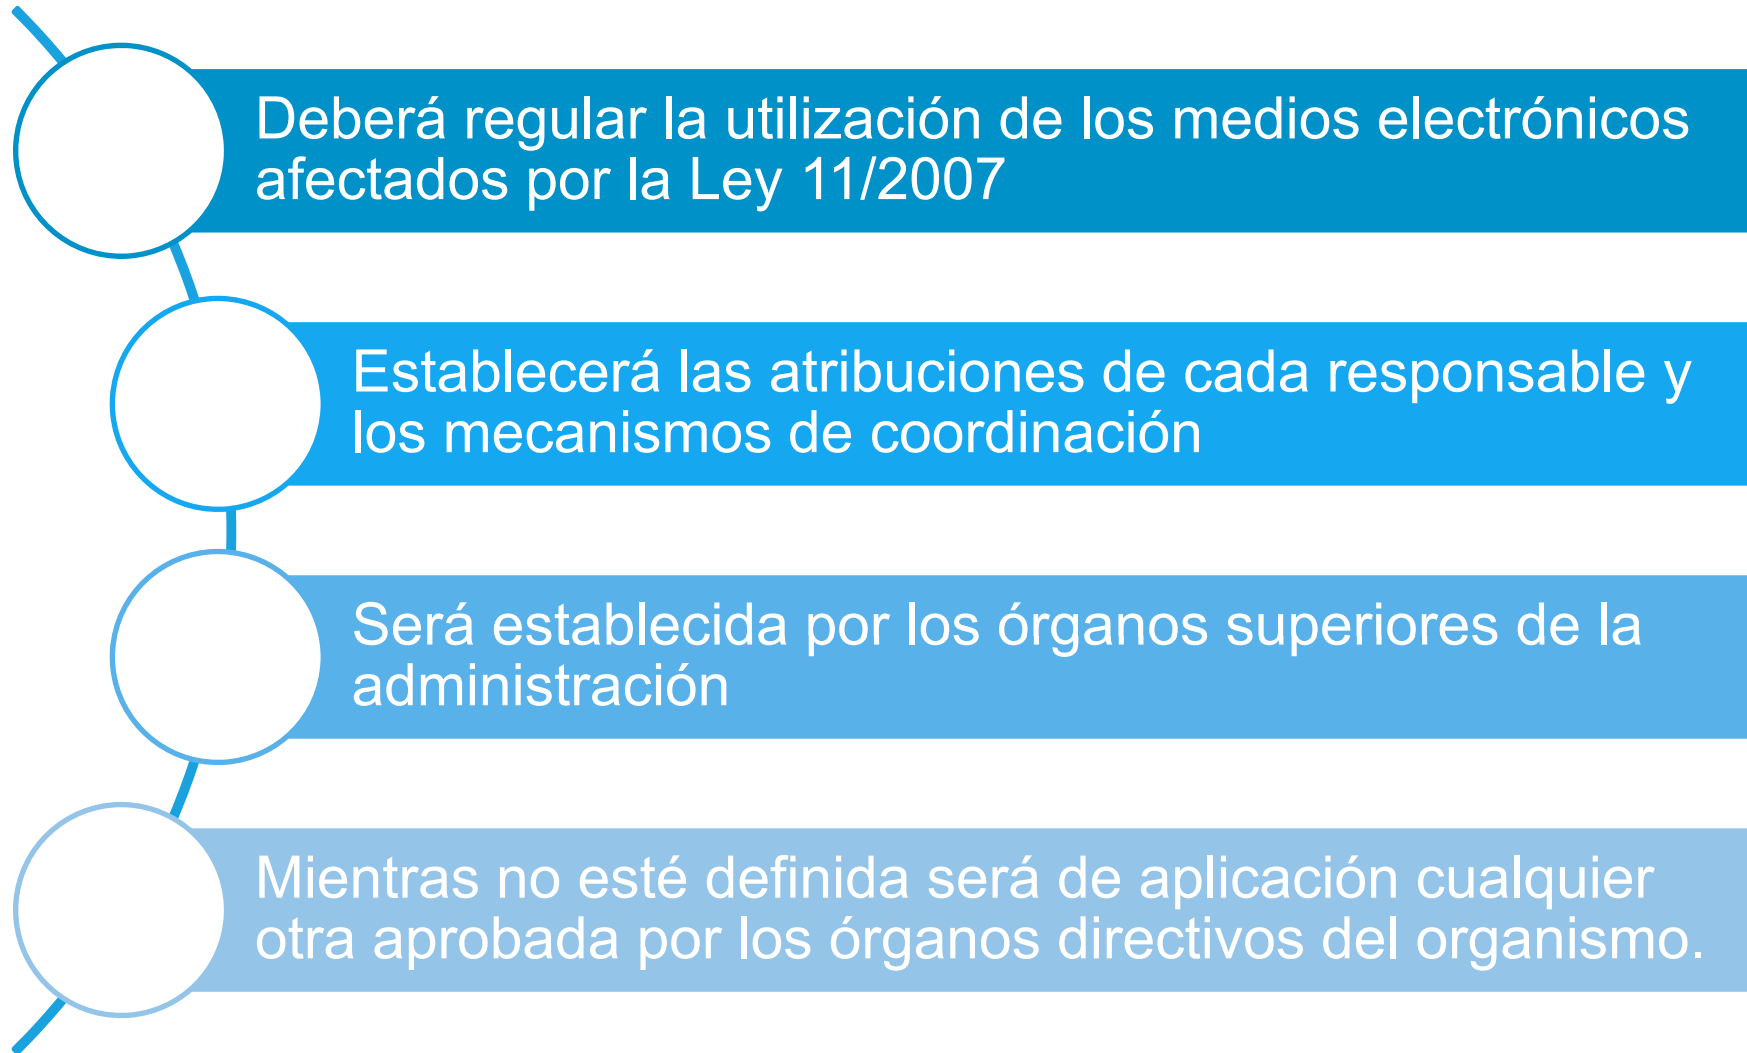 Deberá regular la utilización de los medios electrónicos
afectados por la Ley 11/2007
Establecerá las atribuciones de cada responsable y
los mecanismos de coordinación
Será establecida por los órganos superiores de la
administración
Mientras no esté definida será de aplicación cualquier
otra aprobada por los órganos directivos del organismo.